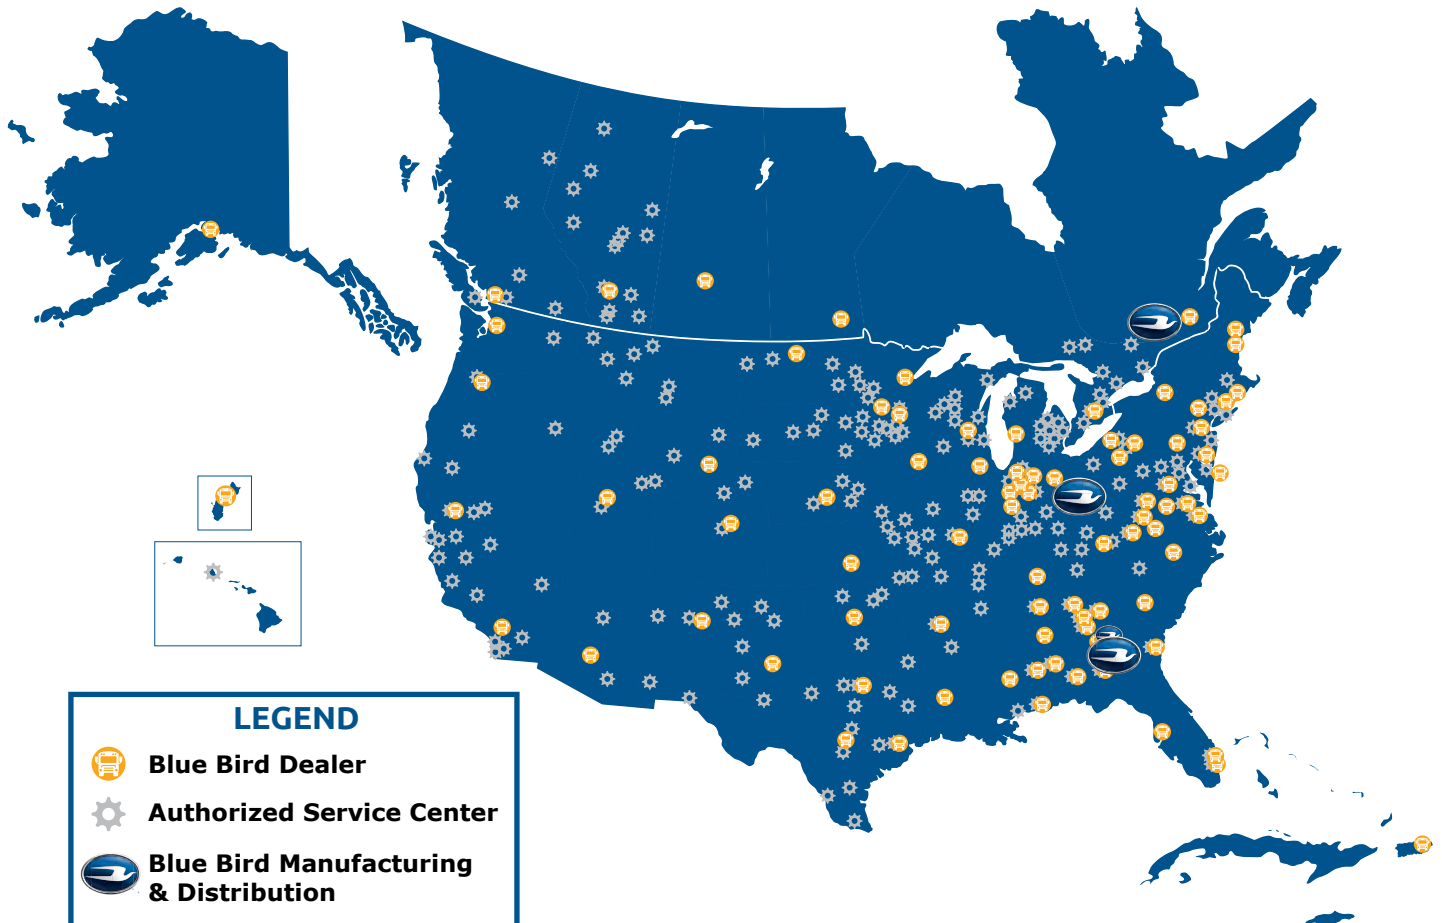 LEGEND
Blue Bird Dealer
Authorized Service Center
Blue Bird Manufacturing
& Distribution